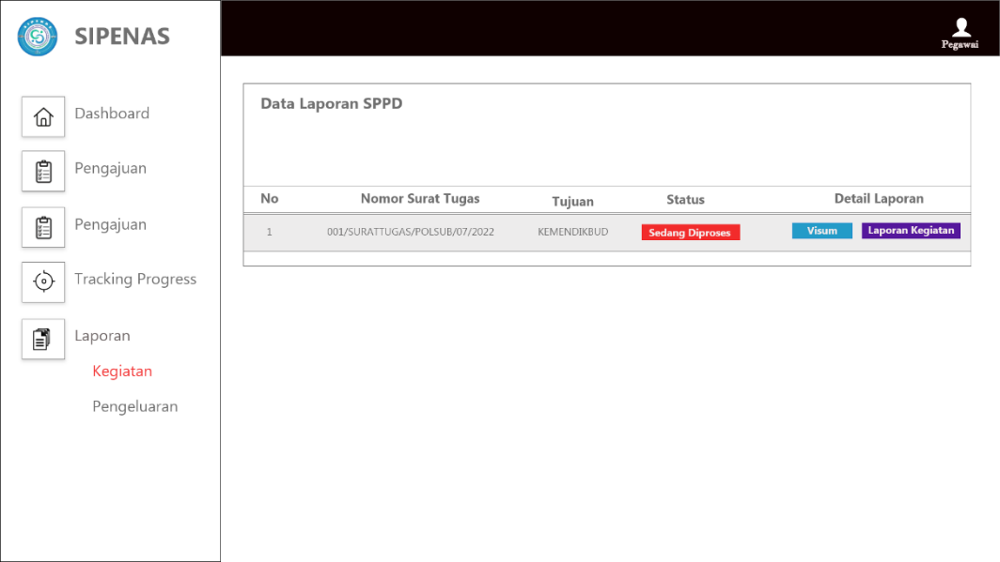 SIPENAS
Pegawai
Dashboard
Pengajuan
Pengajuan
Tracking Progress
Laporan
Kegiatan
Pengeluaran
Data Laporan SPPD
No Nomor Surat Tugas Tujuan Status Detail Laporan
1 001/SURATTUGAS/POLSUB/07/2022 KEMENDIKBUD Sedang Diproses Visum Laporan Kegiatan